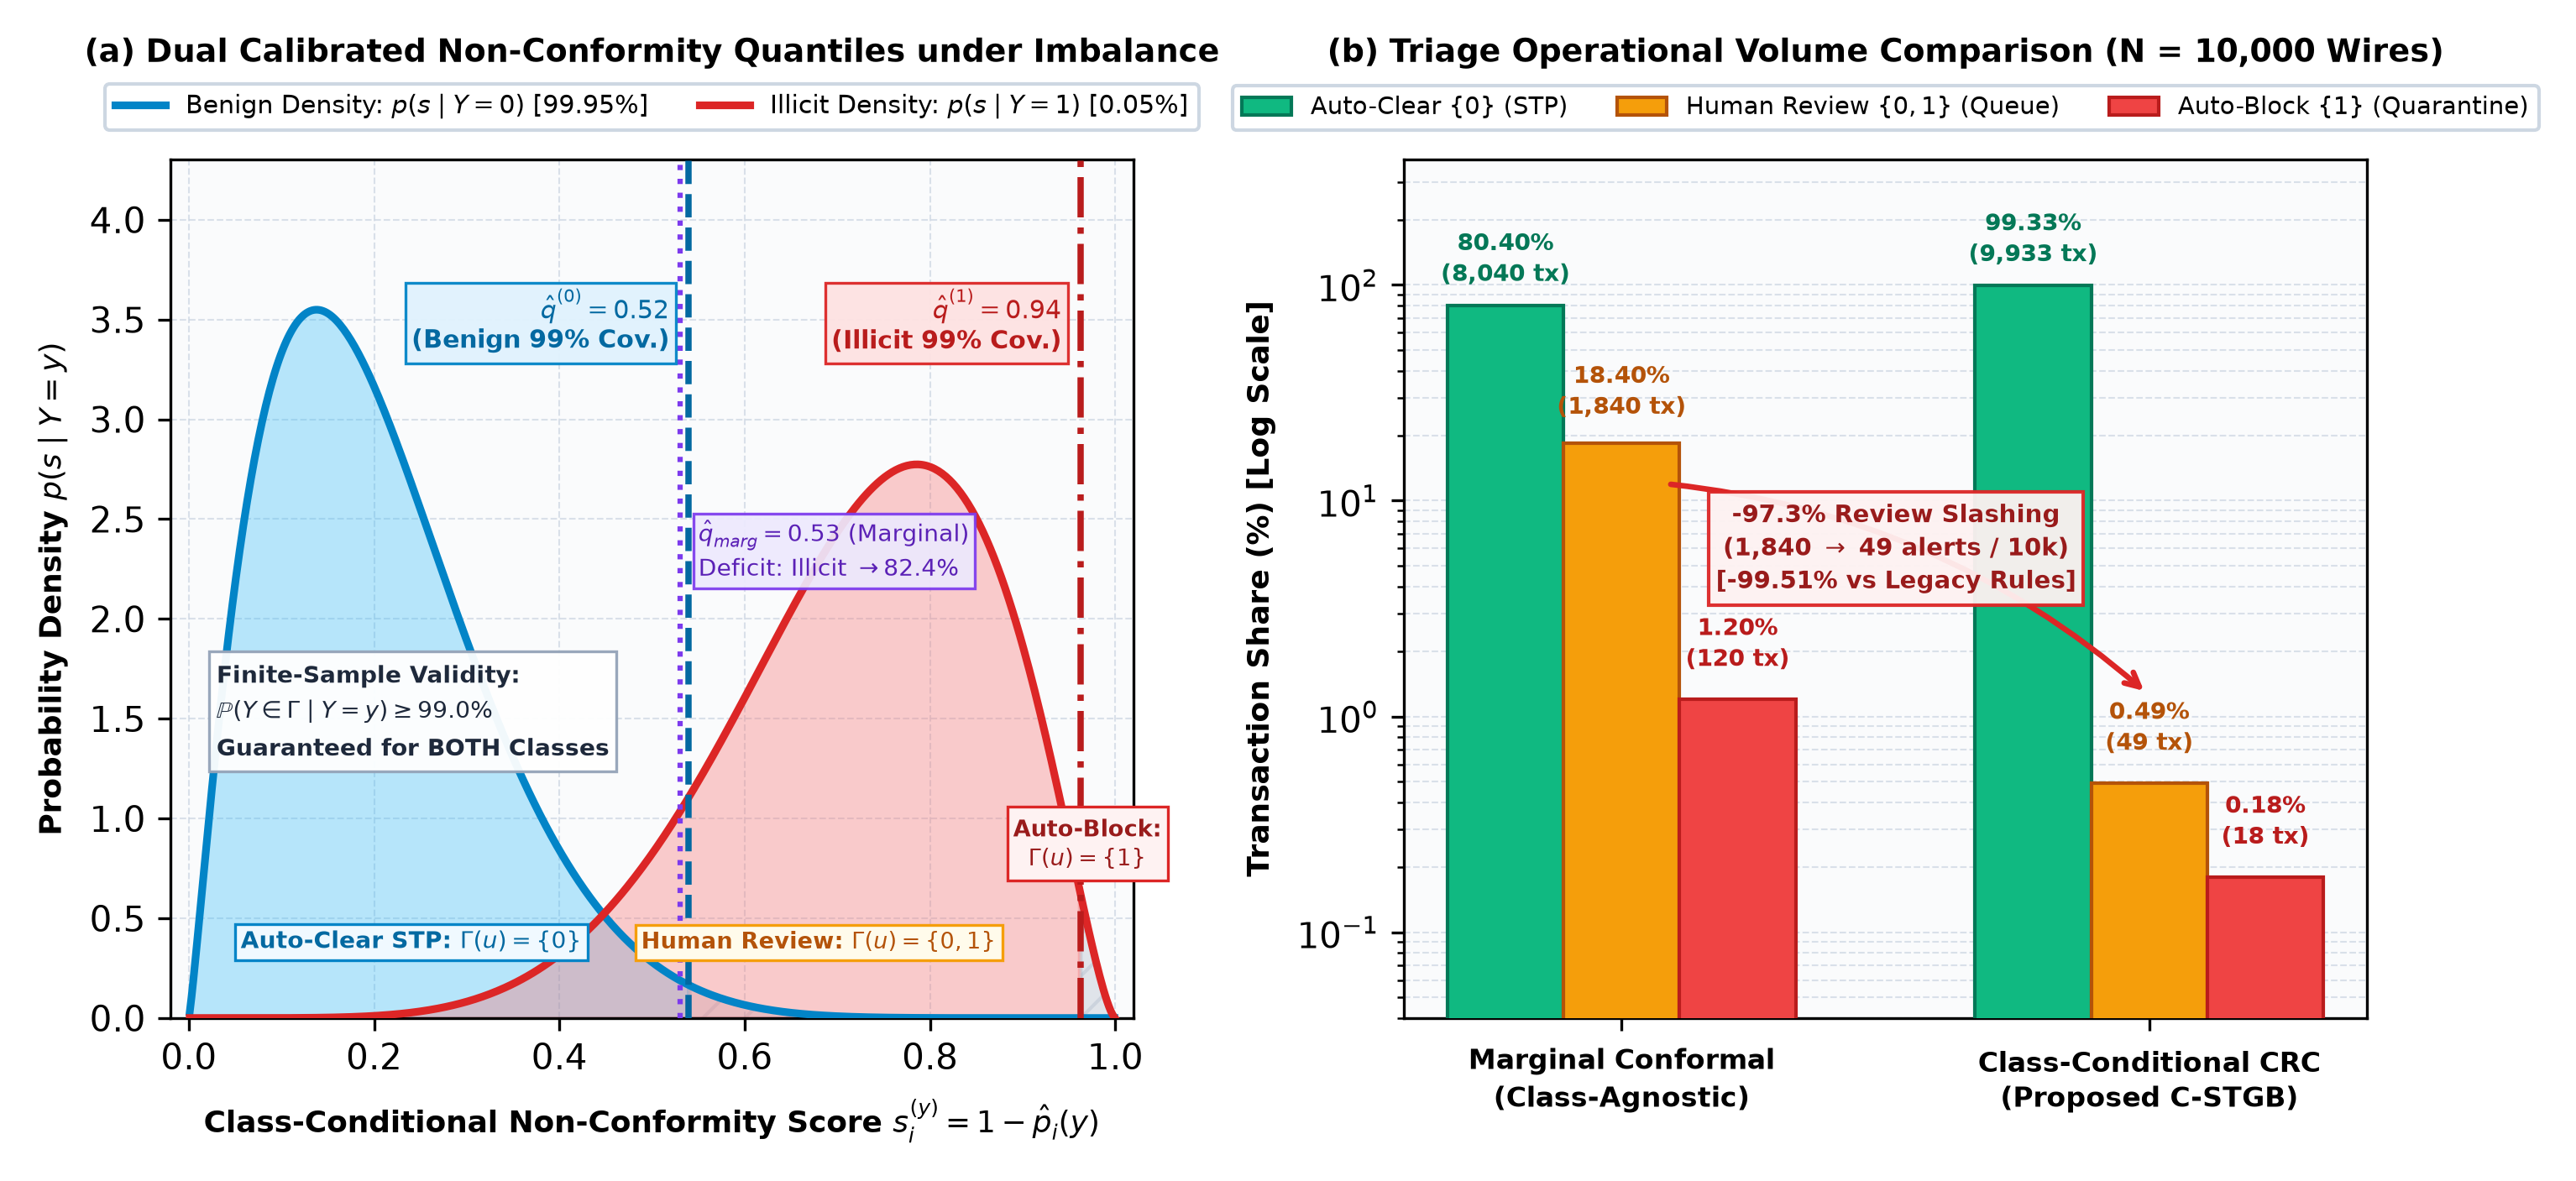 (a) Dual Calibrated Non-Conformity Quantiles under Imbalance
Benign Density: p(s | Y = 0) [99.95%]
Illicit Density: p(s | Y = 1) [0.05%]
Probability Density p(s | Y = y)
4.0
3.5
3.0
2.5
2.0
1.5
1.0
0.5
0.0
q̂^(0) = 0.52
(Benign 99% Cov.)
q̂^(1) = 0.94
(Illicit 99% Cov.)
q̂_marg = 0.53 (Marginal)
Deficit: Illicit → 82.4%
Finite-Sample Validity:
ℙ(Y ∈ Γ | Y = y) ≥ 99.0%
Guaranteed for BOTH Classes
Auto-Block:
Γ(u) = {1}
Auto-Clear STP: Γ(u) = {0}
Human Review: Γ(u) = {0, 1}
0.0 0.2 0.4 0.6 0.8 1.0
Class-Conditional Non-Conformity Score s_i^(y) = 1 − p̂_i(y)
(b) Triage Operational Volume Comparison (N = 10,000 Wires)
Auto-Clear {0} (STP)
Human Review {0, 1} (Queue)
Auto-Block {1} (Quarantine)
Transaction Share (%) [Log Scale]
10²
10¹
10⁰
10⁻¹
80.40%
(8,040 tx)
18.40%
(1,840 tx)
1.20%
(120 tx)
99.33%
(9,933 tx)
0.49%
(49 tx)
0.18%
(18 tx)
-97.3% Review Slashing
(1,840 → 49 alerts / 10k)
[-99.51% vs Legacy Rules]
Marginal Conformal
(Class-Agnostic)
Class-Conditional CRC
(Proposed C-STGB)